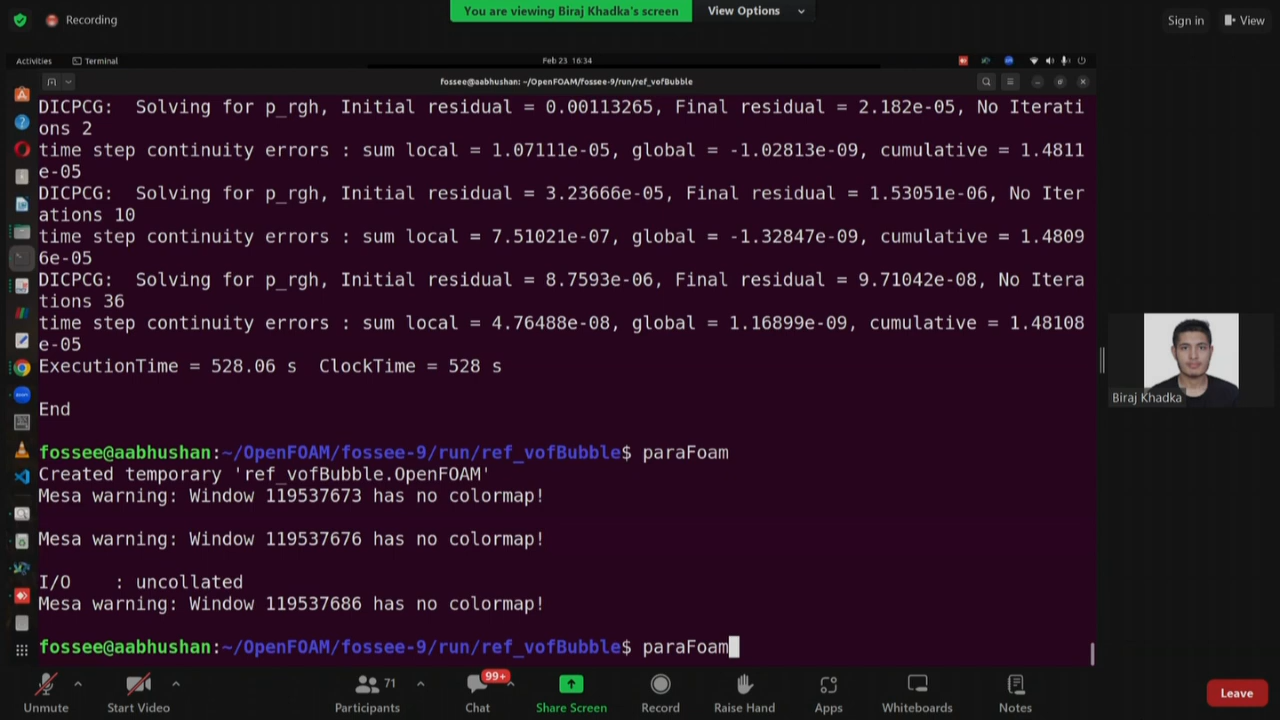 Recording
You are viewing Biraj Khadka's screen
View Options
Sign in
View
Activities
Terminal
Feb 23 16:34
fossee@aabhushan: ~/OpenFOAM/fossee-9/run/ref_vofBubble
DICPCG:  Solving for p_rgh, Initial residual = 0.00113265, Final residual = 2.182e-05, No Iterati
ons 2
time step continuity errors : sum local = 1.07111e-05, global = -1.02813e-09, cumulative = 1.4811
e-05
DICPCG:  Solving for p_rgh, Initial residual = 3.23666e-05, Final residual = 1.53051e-06, No Iter
ations 10
time step continuity errors : sum local = 7.51021e-07, global = -1.32847e-09, cumulative = 1.4809
6e-05
DICPCG:  Solving for p_rgh, Initial residual = 8.7593e-06, Final residual = 9.71042e-08, No Itera
tions 36
time step continuity errors : sum local = 4.76488e-08, global = 1.16899e-09, cumulative = 1.48108
e-05
ExecutionTime = 528.06 s  ClockTime = 528 s
End
fossee@aabhushan:~/OpenFOAM/fossee-9/run/ref_vofBubble$ paraFoam
Created temporary 'ref_vofBubble.OpenFOAM'
Mesa warning: Window 119537673 has no colormap!
Mesa warning: Window 119537676 has no colormap!
I/O    : uncollated
Mesa warning: Window 119537686 has no colormap!
fossee@aabhushan:~/OpenFOAM/fossee-9/run/ref_vofBubble$ paraFoam
Biraj Khadka
Unmute
Start Video
71
Participants
99+
Chat
Share Screen
Record
Raise Hand
Apps
Whiteboards
Notes
Leave